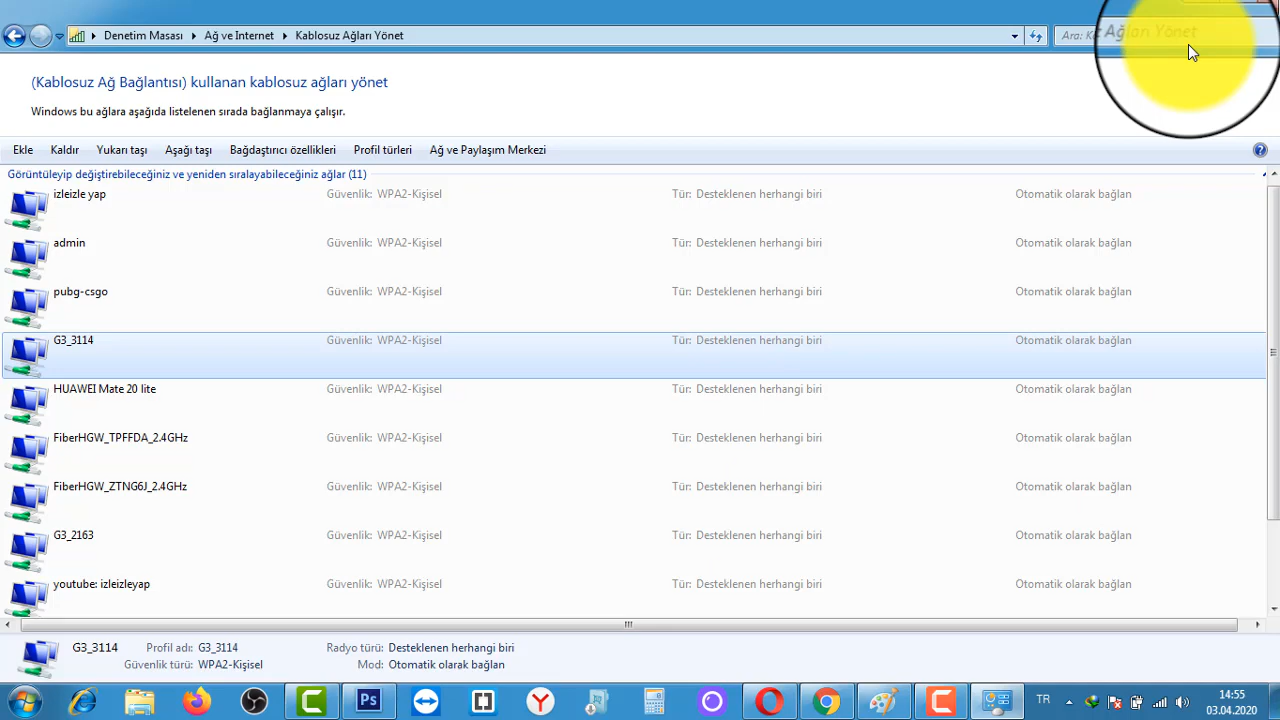 Denetim Masası Ağ ve Internet Kablosuz Ağları Yönet Ara: Ağları Yönet
(Kablosuz Ağ Bağlantısı) kullanan kablosuz ağları yönet
Windows bu ağlara aşağıda listelenen sırada bağlanmaya çalışır.
Ekle Kaldır Yukarı taşı Aşağı taşı Bağdaştırıcı özellikleri Profil türleri Ağ ve Paylaşım Merkezi
Görüntüleyip değiştirebileceğiniz ve yeniden sıralayabileceğiniz ağlar (11)
izleizle yap Güvenlik: WPA2-Kişisel Tür: Desteklenen herhangi biri Otomatik olarak bağlan
admin Güvenlik: WPA2-Kişisel Tür: Desteklenen herhangi biri Otomatik olarak bağlan
pubg-csgo Güvenlik: WPA2-Kişisel Tür: Desteklenen herhangi biri Otomatik olarak bağlan
G3_3114 Güvenlik: WPA2-Kişisel Tür: Desteklenen herhangi biri Otomatik olarak bağlan
HUAWEI Mate 20 lite Güvenlik: WPA2-Kişisel Tür: Desteklenen herhangi biri Otomatik olarak bağlan
FiberHGW_TPFFDA_2.4GHz Güvenlik: WPA2-Kişisel Tür: Desteklenen herhangi biri Otomatik olarak bağlan
FiberHGW_ZTNG6J_2.4GHz Güvenlik: WPA2-Kişisel Tür: Desteklenen herhangi biri Otomatik olarak bağlan
G3_2163 Güvenlik: WPA2-Kişisel Tür: Desteklenen herhangi biri Otomatik olarak bağlan
youtube: izleizleyap Güvenlik: WPA2-Kişisel Tür: Desteklenen herhangi biri Otomatik olarak bağlan
G3_3114 Profil adı: G3_3114 Radyo türü: Desteklenen herhangi biri
Güvenlik türü: WPA2-Kişisel Mod: Otomatik olarak bağlan
Ps TR 14:55
03.04.2020